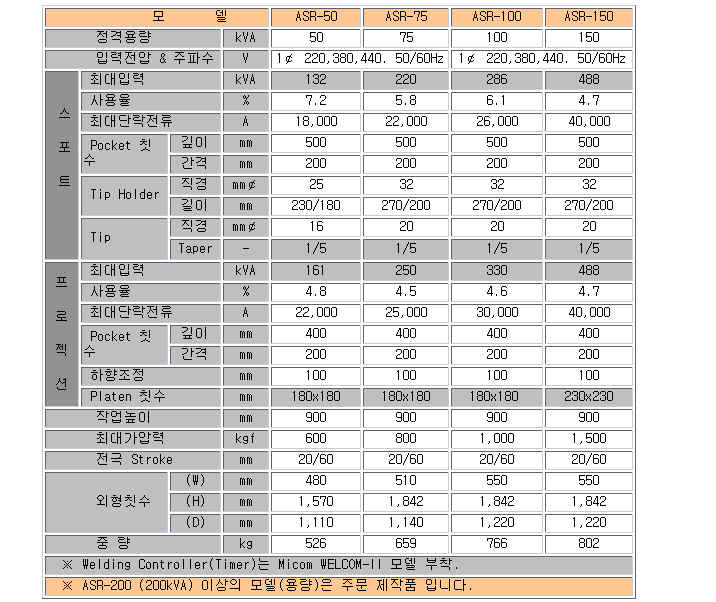 모 델 ASR-50 ASR-75 ASR-100 ASR-150
정격용량 kVA 50 75 100 150
입력전압 & 주파수 V 1¢ 220,380,440. 50/60Hz 1¢ 220,380,440. 50/60Hz
스포트 최대입력 kVA 132 220 286 488
사용율 % 7.2 5.8 6.1 4.7
최대단락전류 A 18,000 22,000 26,000 40,000
Pocket 칫수 깊이 mm 500 500 500 500
간격 mm 200 200 200 200
Tip Holder 직경 mm¢ 25 32 32 32
길이 mm 230/180 270/200 270/200 270/200
Tip 직경 mm¢ 16 20 20 20
Taper - 1/5 1/5 1/5 1/5
프로젝션 최대입력 kVA 161 250 330 488
사용율 % 4.8 4.5 4.6 4.7
최대단락전류 A 22,000 25,000 30,000 40,000
Pocket 칫수 깊이 mm 400 400 400 400
간격 mm 200 200 200 200
하향조정 mm 100 100 100 100
Platen 칫수 mm 180x180 180x180 180x180 230x230
작업높이 mm 900 900 900 900
최대가압력 kgf 600 800 1,000 1,500
전극 Stroke mm 20/60 20/60 20/60 20/60
외형칫수 (W) mm 480 510 550 550
(H) mm 1,570 1,842 1,842 1,842
(D) mm 1,110 1,140 1,220 1,220
중 량 kg 526 659 766 802
※ Welding Controller(Timer)는 Micom WELCOM-II 모델 부착.
※ ASR-200 (200kVA) 이상의 모델(용량)은 주문 제작품 입니다.